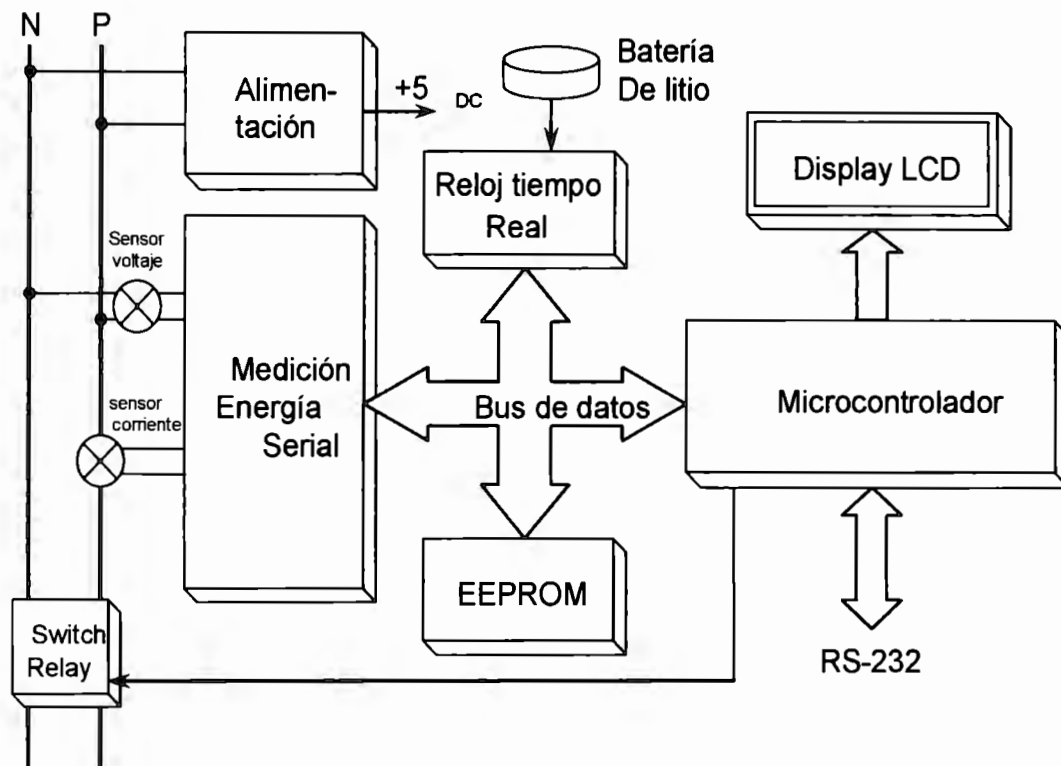 N
P
Alimen-
tación
+5
DC
Batería
De litio
Reloj tiempo
Real
Display LCD
Sensor
voltaje
Medición
Energía
Serial
sensor
corriente
Bus de datos
Microcontrolador
EEPROM
Switch
Relay
RS-232